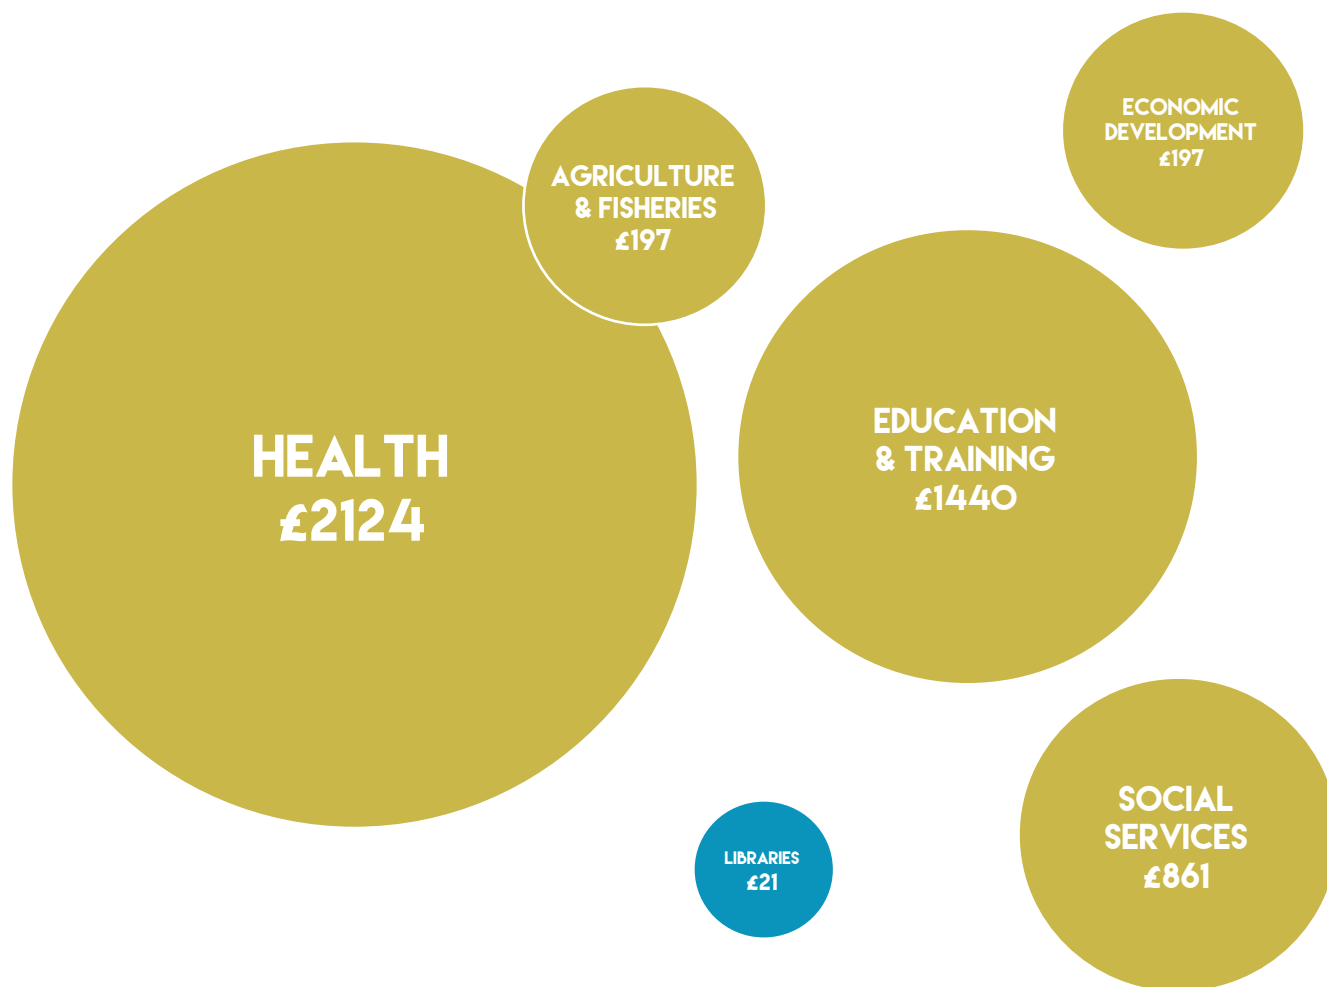 ECONOMIC
DEVELOPMENT
£197
AGRICULTURE
& FISHERIES
£197
HEALTH
£2124
EDUCATION
& TRAINING
£1440
SOCIAL
SERVICES
£861
LIBRARIES
£21